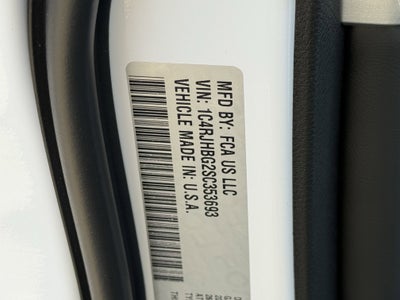 MFD BY: FCA US LLC
VIN: 1C4RJHBG2SC353693
VEHICLE MADE IN: U.S.A.